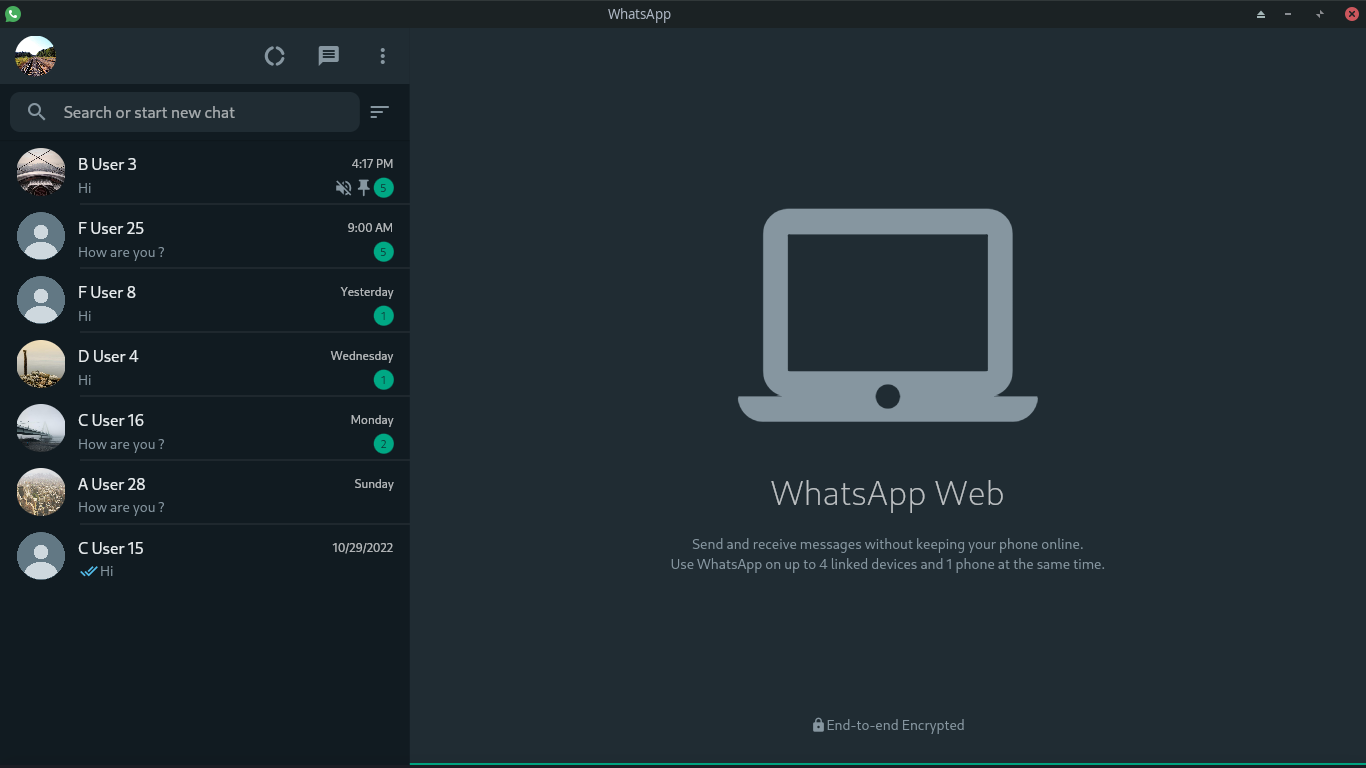 WhatsApp
Search or start new chat
B User 3
4:17 PM
Hi
5
F User 25
9:00 AM
How are you ?
5
F User 8
Yesterday
Hi
1
D User 4
Wednesday
Hi
1
C User 16
Monday
How are you ?
2
A User 28
Sunday
How are you ?
C User 15
10/29/2022
Hi
WhatsApp Web
Send and receive messages without keeping your phone online.
Use WhatsApp on up to 4 linked devices and 1 phone at the same time.
End-to-end Encrypted